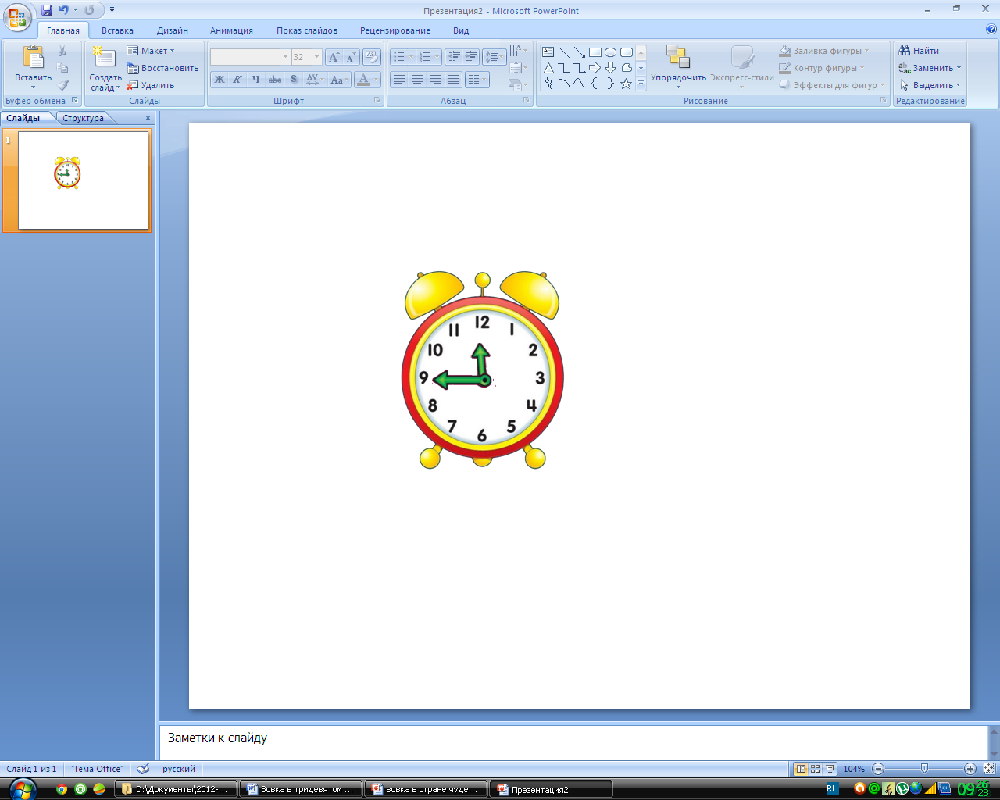 Презентация2 - Microsoft PowerPoint
Главная Вставка Дизайн Анимация Показ слайдов Рецензирование Вид
Вставить
Буфер обмена
Создать слайд
Макет
Восстановить
Удалить
Слайды
32
Ж К Ч abc S AV Aa A
Шрифт
Абзац
Упорядочить
Экспресс-стили
Заливка фигуры
Контур фигуры
Эффекты для фигур
Рисование
Найти
Заменить
Выделить
Редактирование
Слайды Структура
1
12
11 1
10 2
9 3
8 4
7 5
6
Заметки к слайду
Слайд 1 из 1 "Тема Office" русский 104%
D:\Документы\2012-... Вовка в тридевятом ... вовка в стране чуде... Презентация2 RU